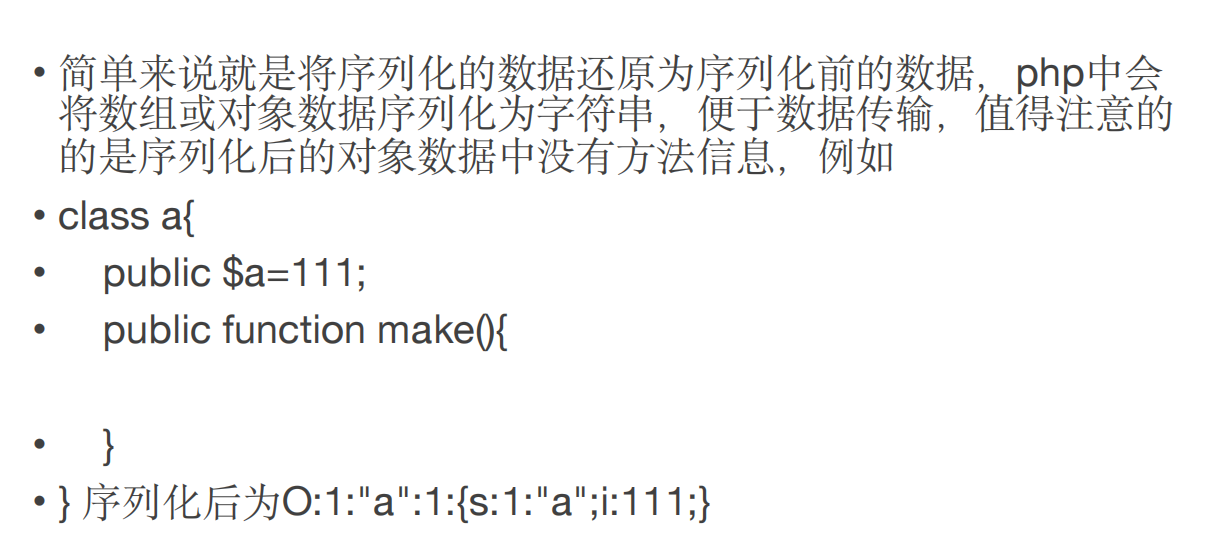 • 简单来说就是将序列化的数据还原为序列化前的数据，php中会
将数组或对象数据序列化为字符串，便于数据传输，值得注意的
的是序列化后的对象数据中没有方法信息，例如
• class a{
• public $a=111;
• public function make(){
• }
• } 序列化后为O:1:"a":1:{s:1:"a";i:111;}